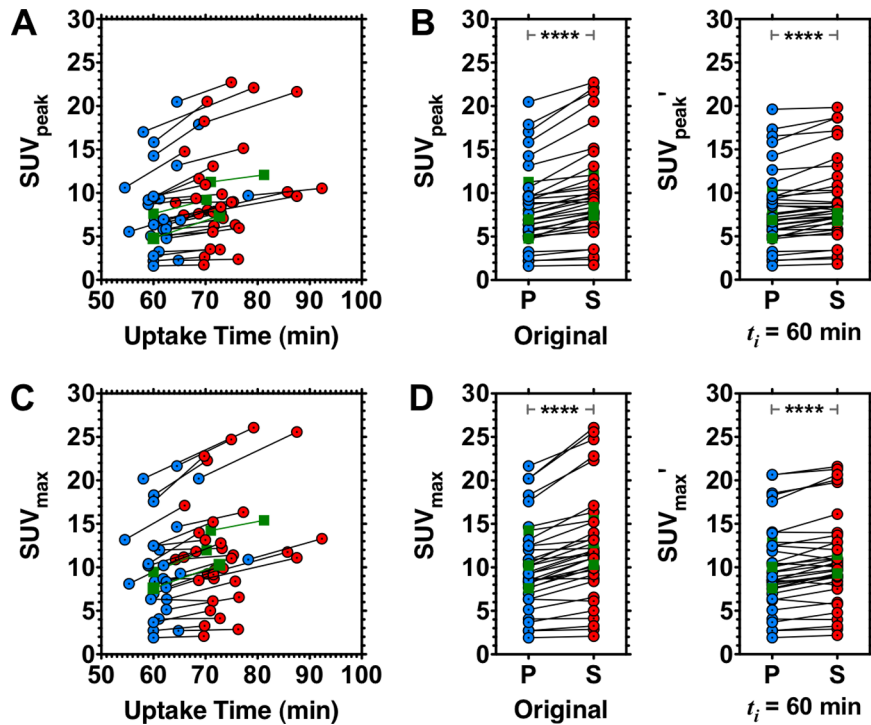 A
SUVpeak
30
25
20
15
10
5
0
50 60 70 80 90 100
Uptake Time (min)
B
SUVpeak
30
25
20
15
10
5
0
****
P S
Original
SUVpeak'
30
25
20
15
10
5
0
****
P S
ti = 60 min
C
SUVmax
30
25
20
15
10
5
0
50 60 70 80 90 100
Uptake Time (min)
D
SUVmax
30
25
20
15
10
5
0
****
P S
Original
SUVmax'
30
25
20
15
10
5
0
****
P S
ti = 60 min